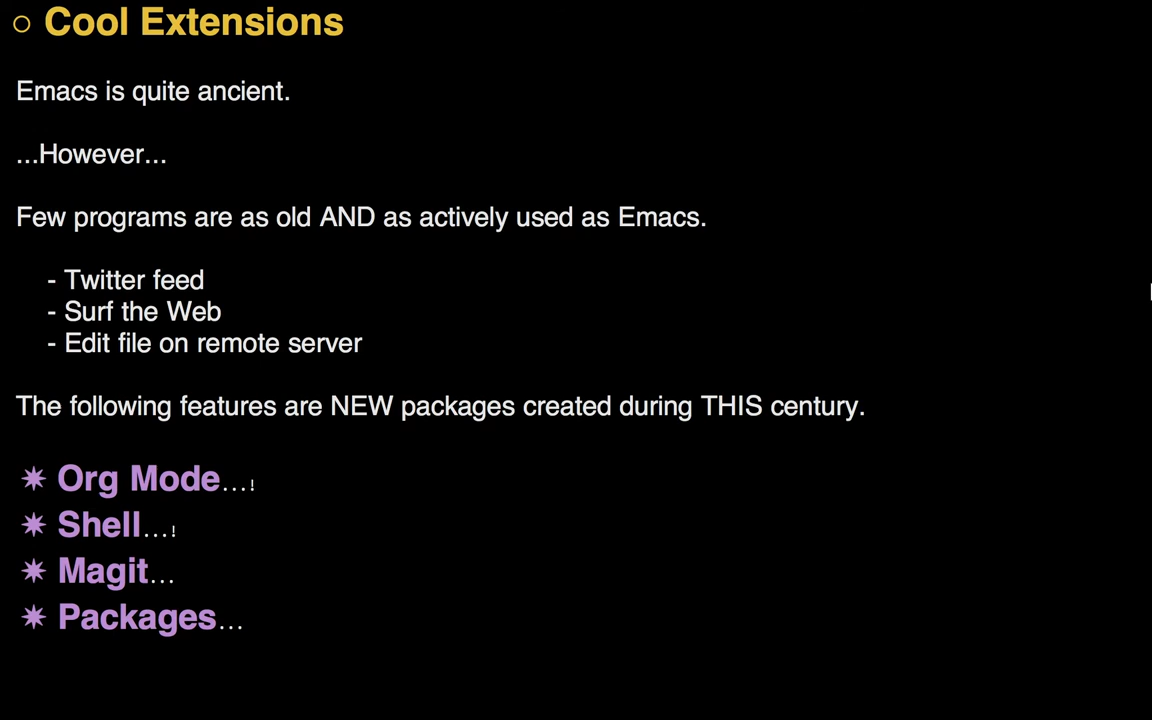 ○ Cool Extensions
Emacs is quite ancient.
...However...
Few programs are as old AND as actively used as Emacs.
- Twitter feed
- Surf the Web
- Edit file on remote server
The following features are NEW packages created during THIS century.
✷ Org Mode...!
✷ Shell...!
✷ Magit...
✷ Packages...